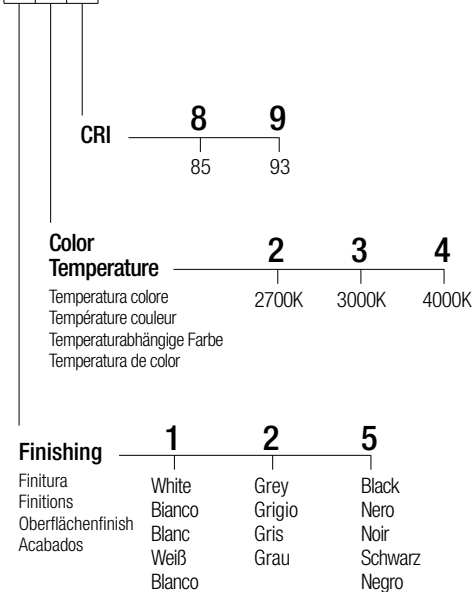 CRI
8 9
85 93
Color
Temperature
2 3 4
2700K 3000K 4000K
Temperatura colore
Température couleur
Temperaturabhängige Farbe
Temperatura de color
Finishing
1 2 5
Finitura
Finitions
Oberflächenfinish
Acabados
White Grey Black
Bianco Grigio Nero
Blanc Gris Noir
Weiß Grau Schwarz
Blanco Negro